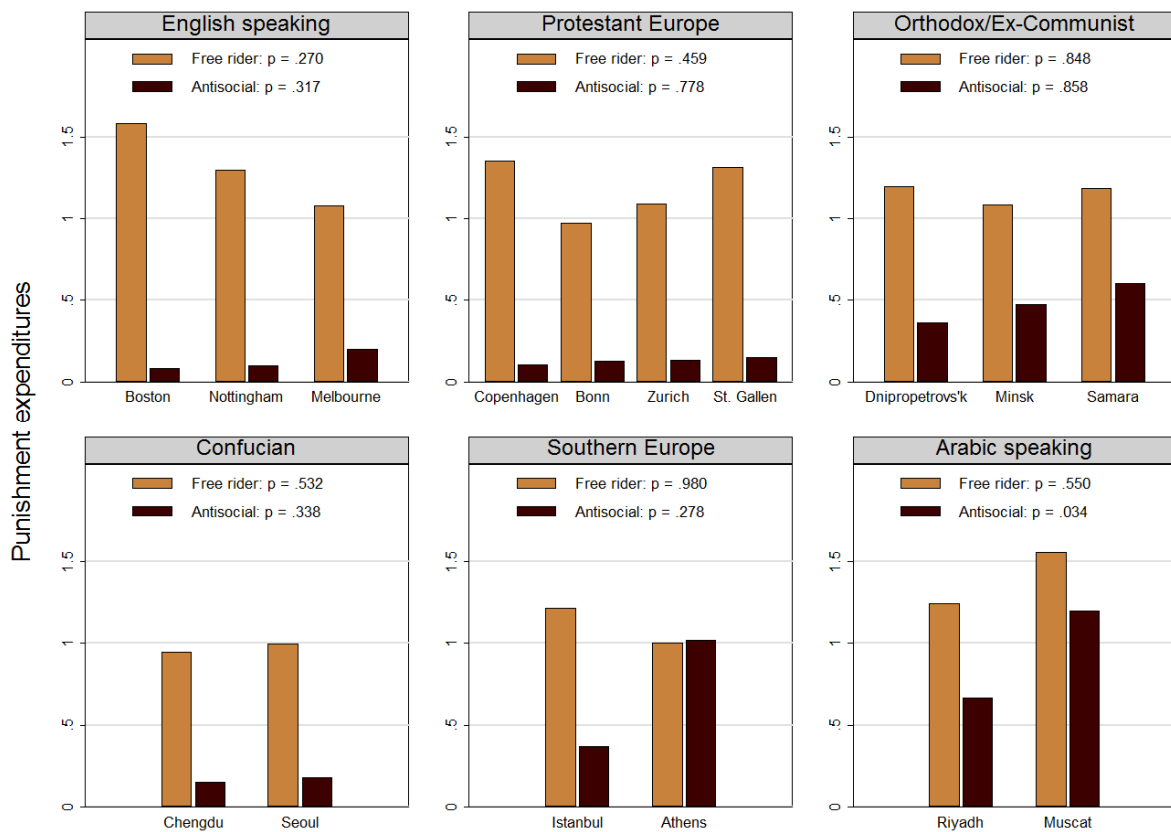 Punishment expenditures
English speaking
Free rider: p = .270
Antisocial: p = .317
1.5
1
.5
0
Boston Nottingham Melbourne
Protestant Europe
Free rider: p = .459
Antisocial: p = .778
1.5
1
.5
0
Copenhagen Bonn Zurich St. Gallen
Orthodox/Ex-Communist
Free rider: p = .848
Antisocial: p = .858
1.5
1
.5
0
Dnipropetrovs'k Minsk Samara
Confucian
Free rider: p = .532
Antisocial: p = .338
1.5
1
.5
0
Chengdu Seoul
Southern Europe
Free rider: p = .980
Antisocial: p = .278
1.5
1
.5
0
Istanbul Athens
Arabic speaking
Free rider: p = .550
Antisocial: p = .034
1.5
1
.5
0
Riyadh Muscat